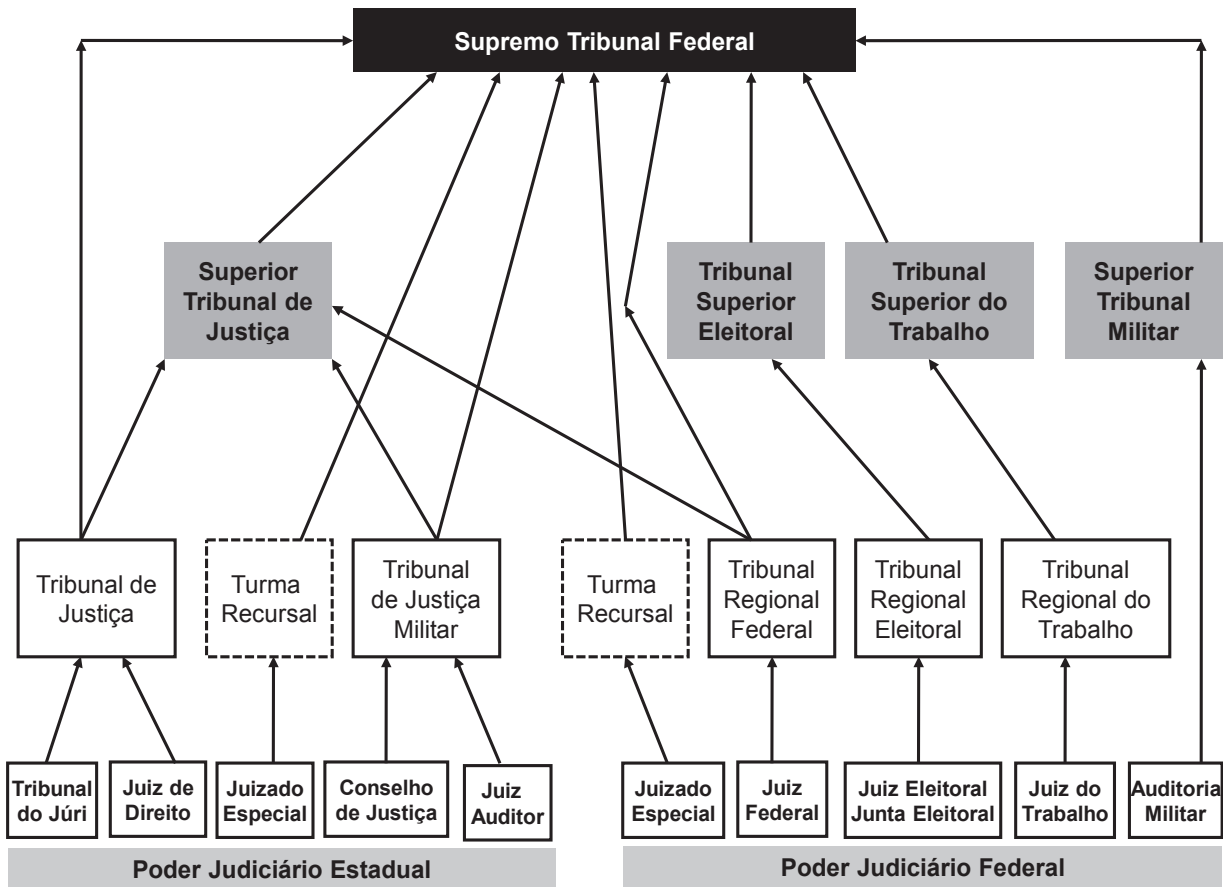 Supremo Tribunal Federal
Superior
Tribunal de
Justiça
Tribunal
Superior
Eleitoral
Tribunal
Superior do
Trabalho
Superior
Tribunal
Militar
Tribunal de
Justiça
Turma
Recursal
Tribunal
de Justiça
Militar
Turma
Recursal
Tribunal
Regional
Federal
Tribunal
Regional
Eleitoral
Tribunal
Regional do
Trabalho
Tribunal
do Júri
Juiz de
Direito
Juizado
Especial
Conselho
de Justiça
Juiz
Auditor
Juizado
Especial
Juiz
Federal
Juiz Eleitoral
Junta Eleitoral
Juiz do
Trabalho
Auditoria
Militar
Poder Judiciário Estadual
Poder Judiciário Federal